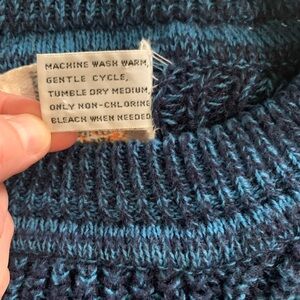 MACHINE WASH WARM,
GENTLE CYCLE,
TUMBLE DRY MEDIUM,
ONLY NON-CHLORINE
BLEACH WHEN NEEDED